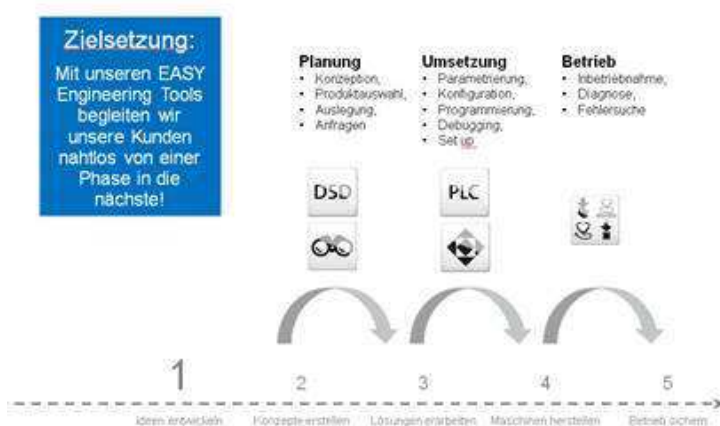 Zielsetzung:
Mit unseren EASY
Engineering Tools
begleiten wir
unsere Kunden
nahtlos von einer
Phase in die
nächste!
Planung
• Konzeption,
• Produktauswahl,
• Auslegung,
• Anfragen
Umsetzung
• Parametrierung,
• Konfiguration,
• Programmierung,
• Debugging,
• Set up
Betrieb
• Inbetriebnahme,
• Diagnose,
• Fehlersuche
DSD
PLC
1 2 3 4 5
Ideen entwickeln Konzepte erstellen Lösungen erarbeiten Maschinen herstellen Betrieb sichern